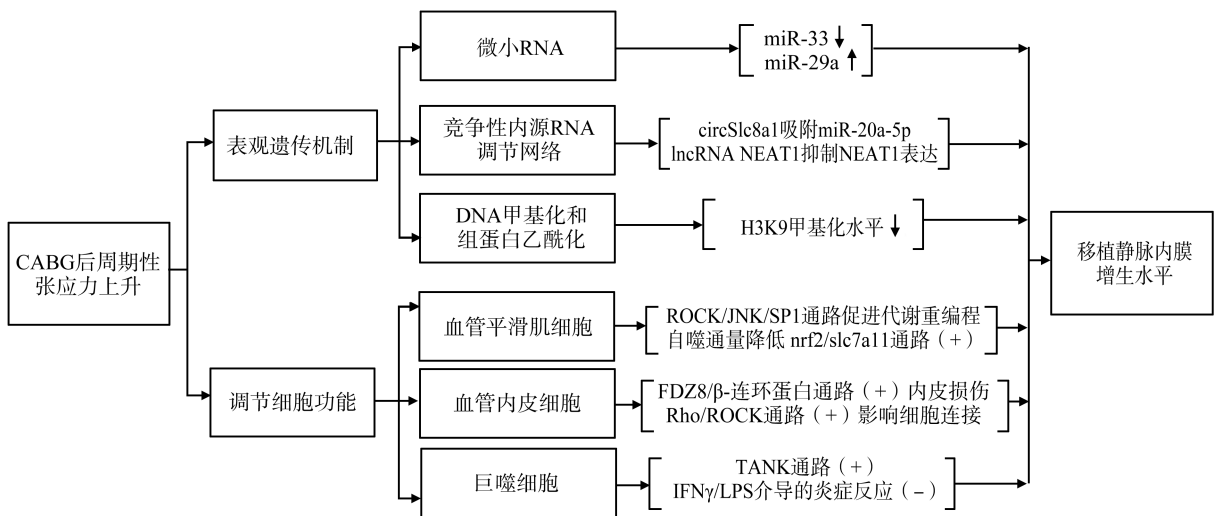 微小RNA
miR-33↓
miR-29a↑
表观遗传机制
竞争性内源RNA
调节网络
circSlc8a1吸附miR-20a-5p
lncRNA NEAT1抑制NEAT1表达
DNA甲基化和
组蛋白乙酰化
H3K9甲基化水平↓
CABG后周期性
张应力上升
移植静脉内膜
增生水平
血管平滑肌细胞
ROCK/JNK/SP1通路促进代谢重编程
自噬通量降低 nrf2/slc7a11通路（+）
调节细胞功能
血管内皮细胞
FDZ8/β-连环蛋白通路（+）内皮损伤
Rho/ROCK通路（+）影响细胞连接
巨噬细胞
TANK通路（+）
IFNγ/LPS介导的炎症反应（-）